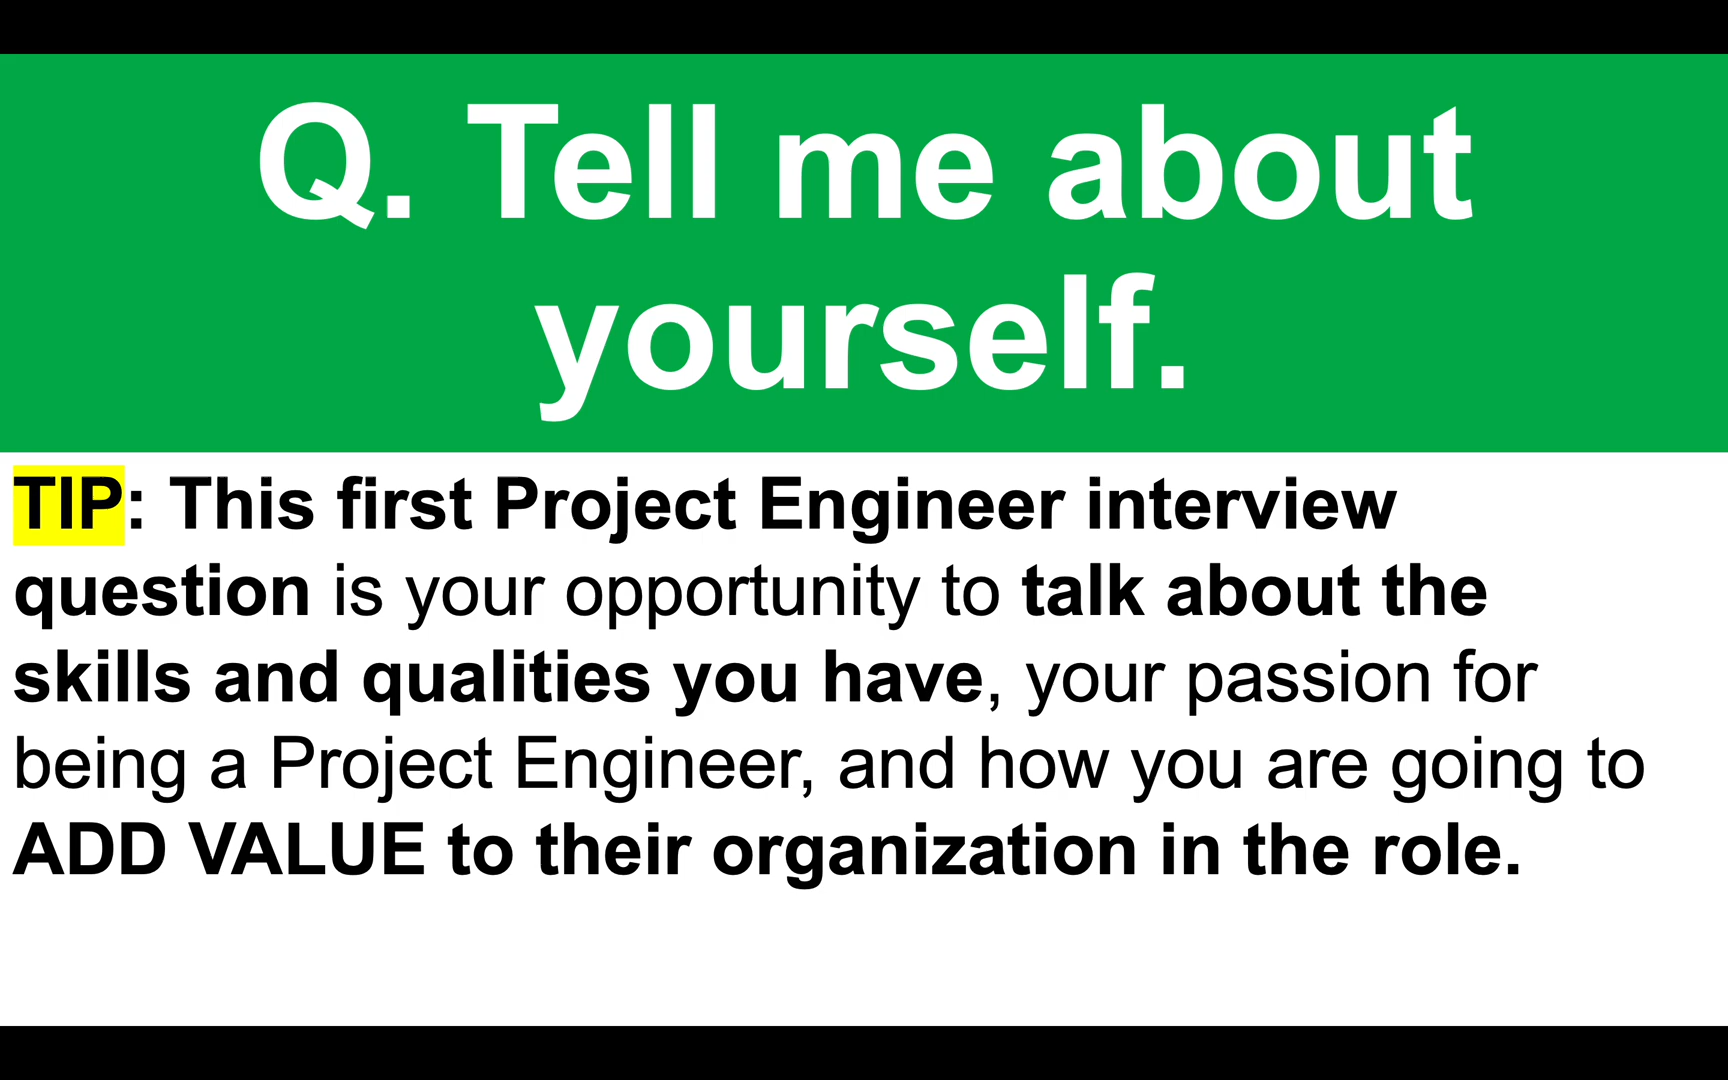 Q. Tell me about
yourself.
TIP: This first Project Engineer interview
question is your opportunity to talk about the
skills and qualities you have, your passion for
being a Project Engineer, and how you are going to
ADD VALUE to their organization in the role.